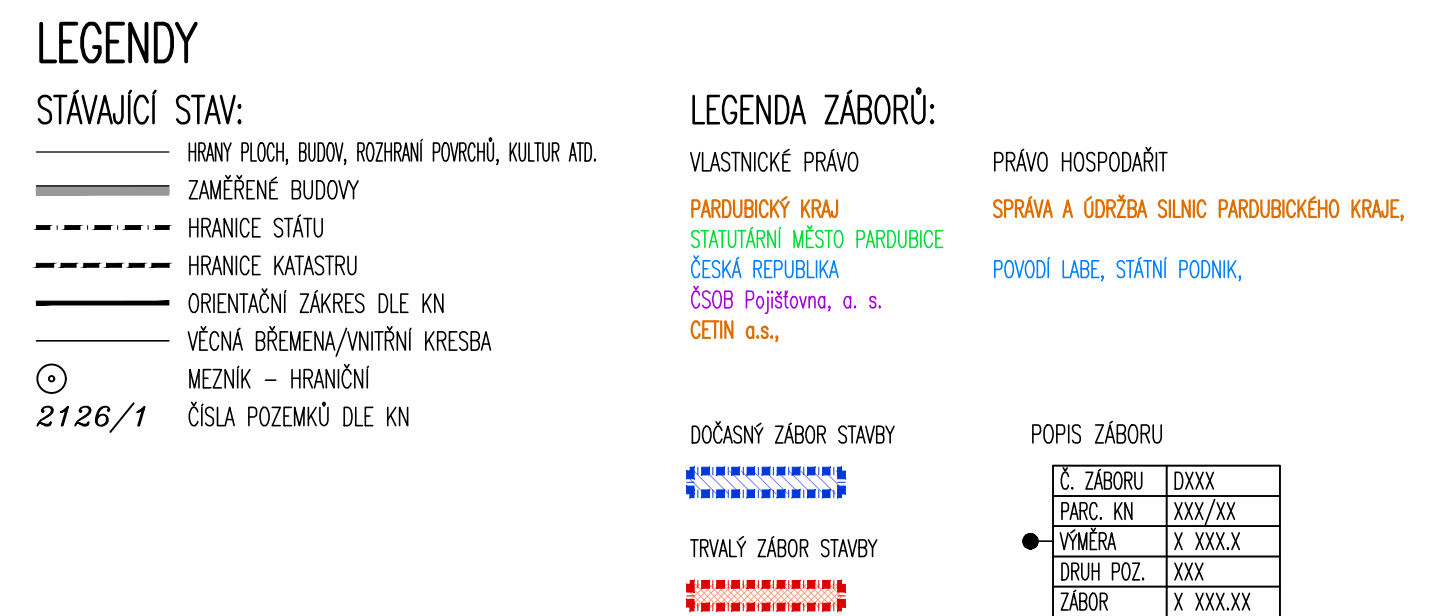 LEGENDY
STÁVAJÍCÍ STAV:
HRANY PLOCH, BUDOV, ROZHRANÍ POVRCHŮ, KULTUR ATD.
ZAMĚŘENÉ BUDOVY
HRANICE STÁTU
HRANICE KATASTRU
ORIENTAČNÍ ZÁKRES DLE KN
VĚCNÁ BŘEMENA/VNITŘNÍ KRESBA
MEZNÍK – HRANIČNÍ
2126/1 ČÍSLA POZEMKŮ DLE KN
LEGENDA ZÁBORŮ:
VLASTNICKÉ PRÁVO PRÁVO HOSPODAŘIT
PARDUBICKÝ KRAJ SPRÁVA A ÚDRŽBA SILNIC PARDUBICKÉHO KRAJE,
STATUTÁRNÍ MĚSTO PARDUBICE
ČESKÁ REPUBLIKA POVODÍ LABE, STÁTNÍ PODNIK,
ČSOB Pojišťovna, a. s.
CETIN a.s.,
DOČASNÝ ZÁBOR STAVBY
TRVALÝ ZÁBOR STAVBY
POPIS ZÁBORU
Č. ZÁBORU DXXX
PARC. KN XXX/XX
VÝMĚRA X XXX.X
DRUH POZ. XXX
ZÁBOR X XXX.XX